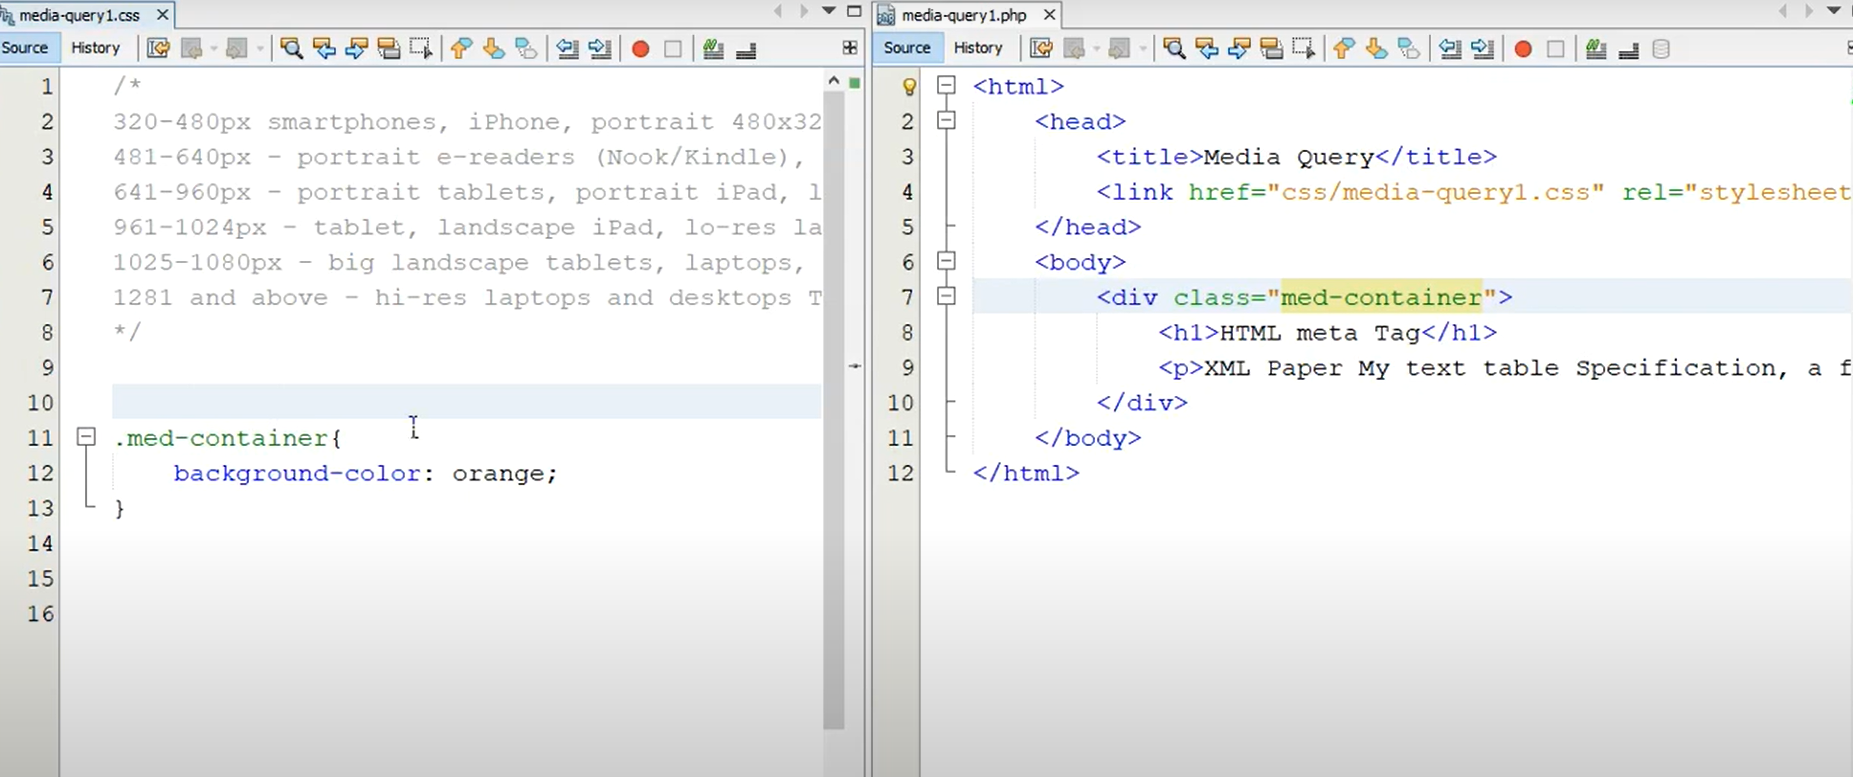 media-query1.css
Source History
1 /*
2 320-480px smartphones, iPhone, portrait 480x32
3 481-640px - portrait e-readers (Nook/Kindle),
4 641-960px - portrait tablets, portrait iPad, l
5 961-1024px - tablet, landscape iPad, lo-res la
6 1025-1080px - big landscape tablets, laptops,
7 1281 and above - hi-res laptops and desktops T
8 */
9
10
11 .med-container{
12 background-color: orange;
13 }
14
15
16
media-query1.php
Source History
<html>
2 <head>
3 <title>Media Query</title>
4 <link href="css/media-query1.css" rel="stylesheet
5 </head>
6 <body>
7 <div class="med-container">
8 <h1>HTML meta Tag</h1>
9 <p>XML Paper My text table Specification, a f
10 </div>
11 </body>
12 </html>